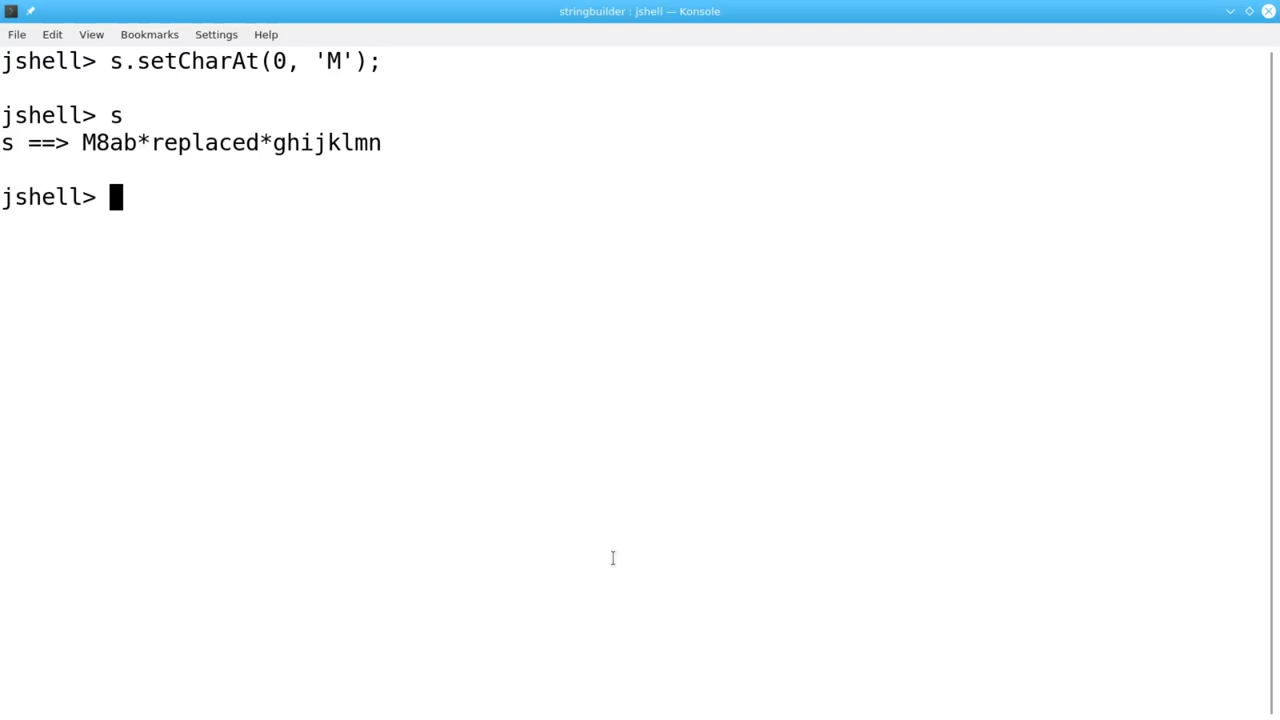 stringbuilder : jshell — Konsole
File Edit View Bookmarks Settings Help
jshell> s.setCharAt(0, 'M');
jshell> s
s ==> M8ab*replaced*ghijklmn
jshell>